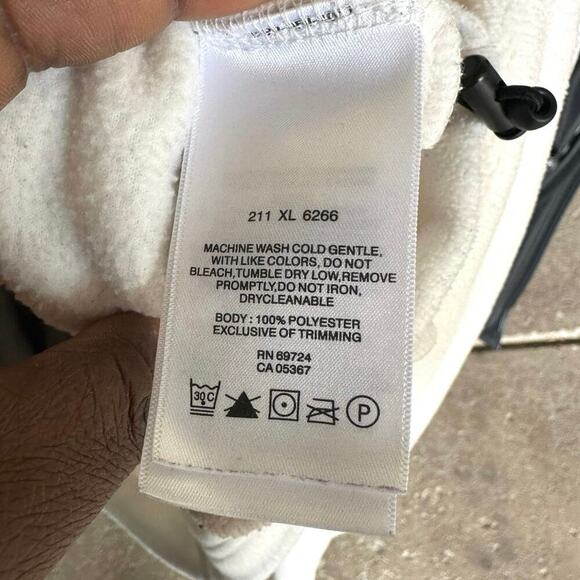 211 XL 6266
MACHINE WASH COLD GENTLE,
WITH LIKE COLORS, DO NOT
BLEACH,TUMBLE DRY LOW,REMOVE
PROMPTLY,DO NOT IRON,
DRYCLEANABLE
BODY : 100% POLYESTER
EXCLUSIVE OF TRIMMING
RN 69724
CA 05367
30C P